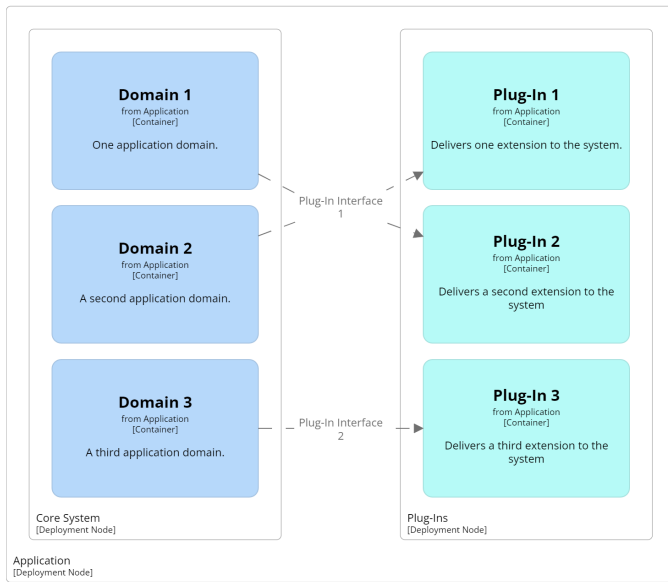 Domain 1
from Application
[Container]
One application domain.
Domain 2
from Application
[Container]
A second application domain.
Domain 3
from Application
[Container]
A third application domain.
Core System
[Deployment Node]
Plug-In Interface
1
Plug-In Interface
2
Plug-In 1
from Application
[Container]
Delivers one extension to the system.
Plug-In 2
from Application
[Container]
Delivers a second extension to the
system
Plug-In 3
from Application
[Container]
Delivers a third extension to the
system
Plug-Ins
[Deployment Node]
Application
[Deployment Node]